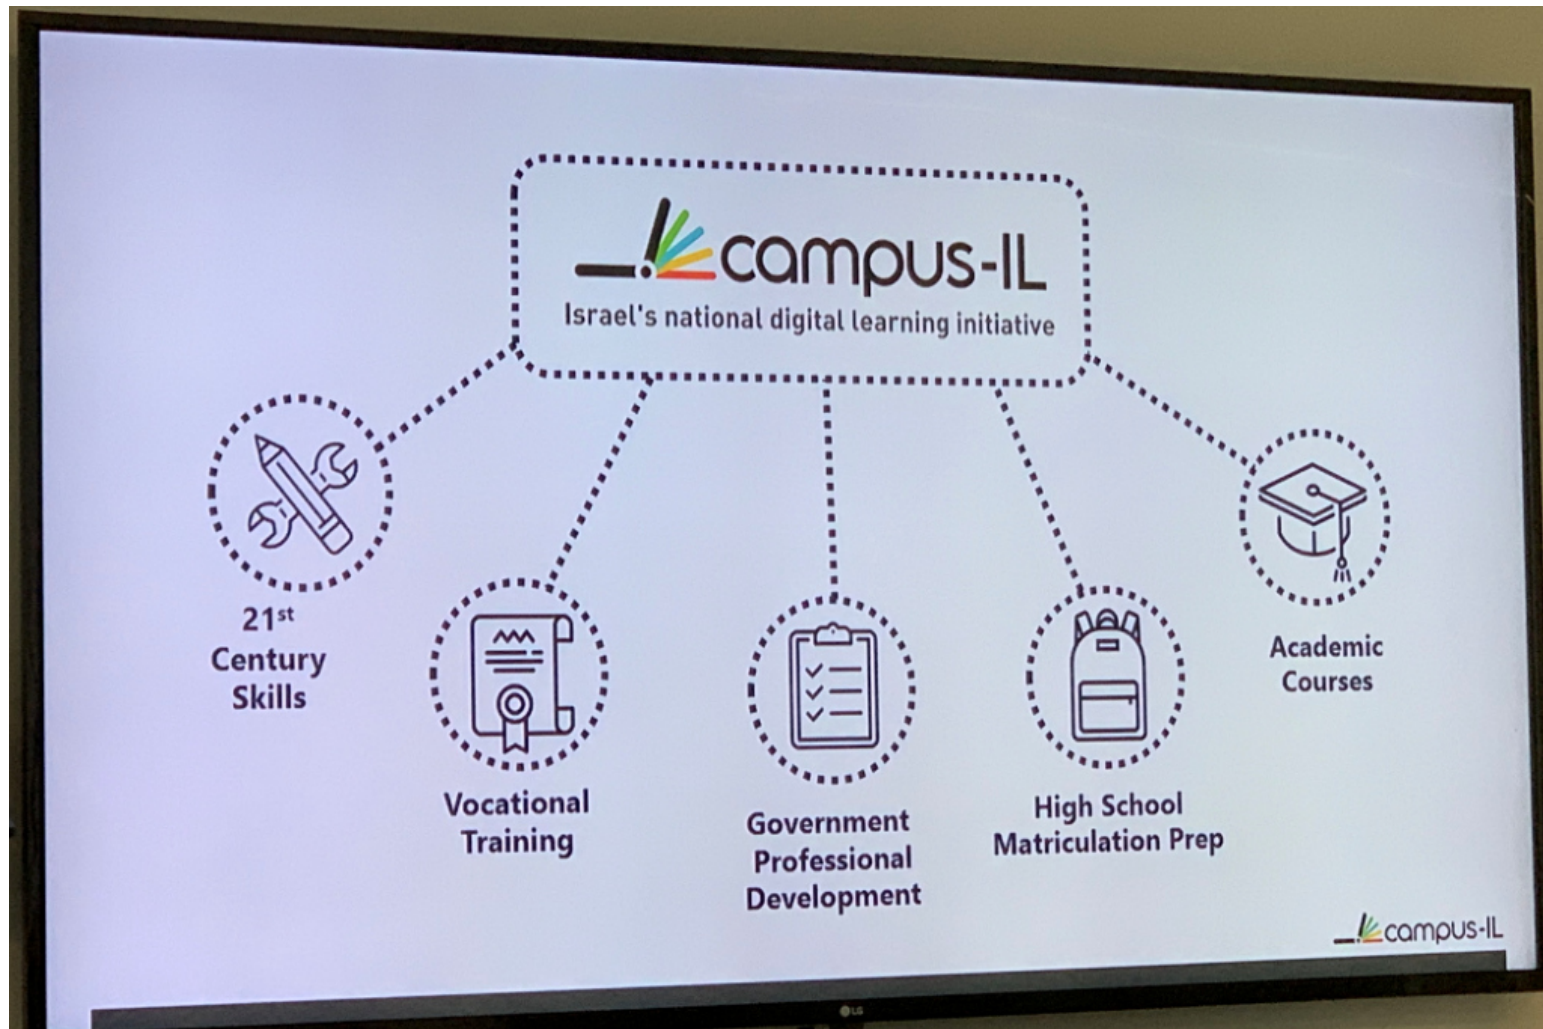 campus-IL
Israel's national digital learning initiative
21st
Century
Skills
Vocational
Training
Government
Professional
Development
High School
Matriculation Prep
Academic
Courses
campus-IL
LG